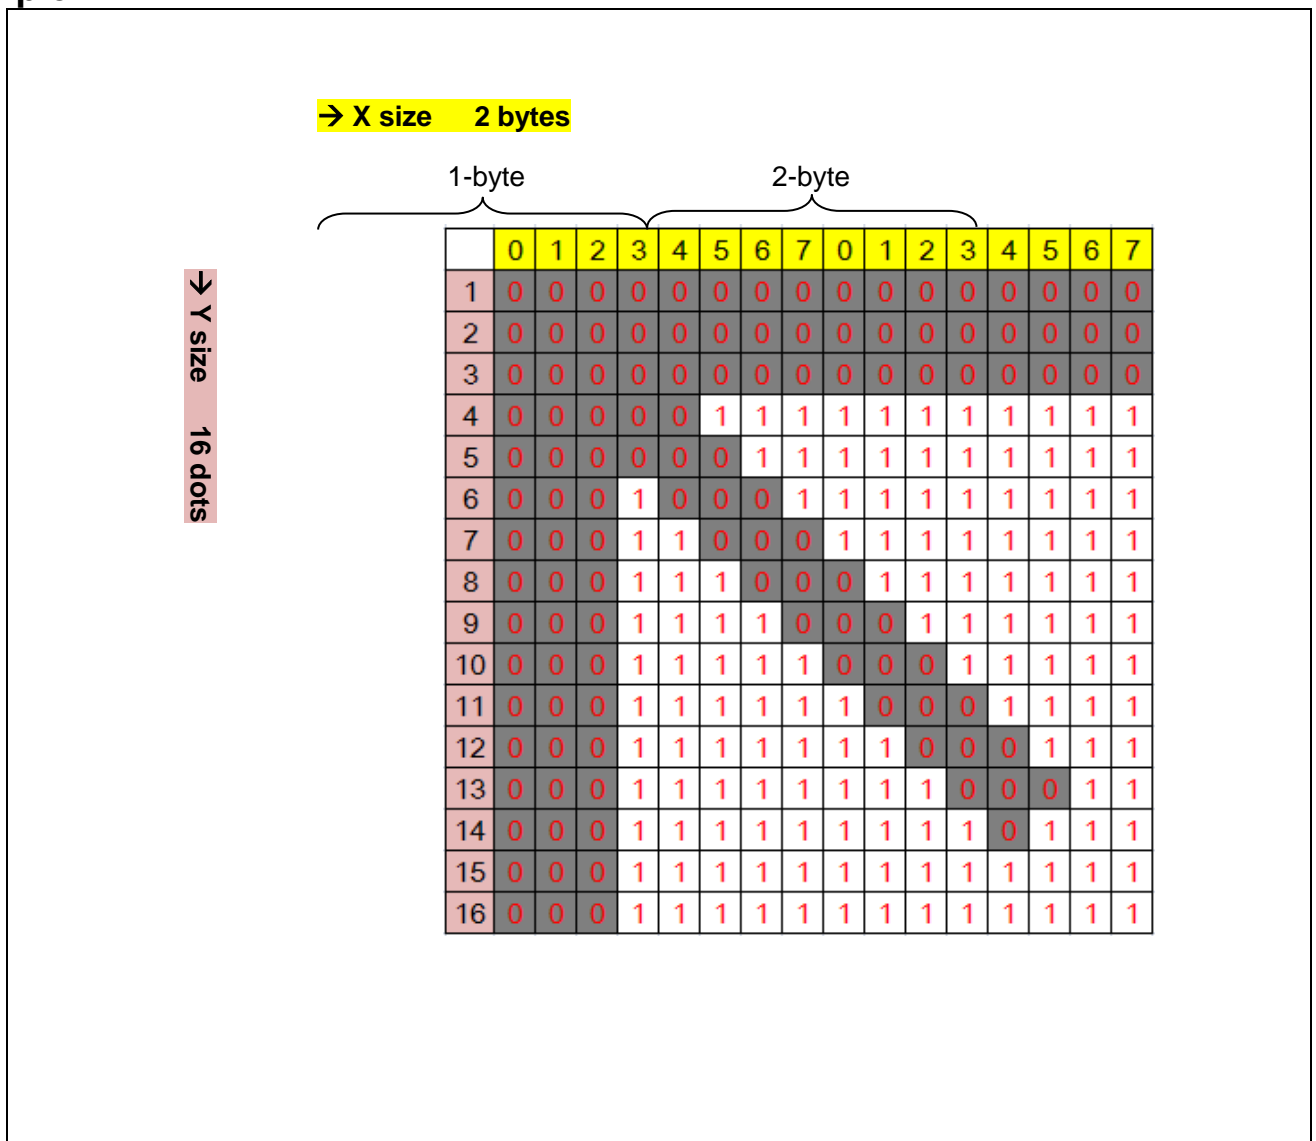 → X size 2 bytes
1-byte 2-byte
→ Y size 16 dots
0 1 2 3 4 5 6 7 0 1 2 3 4 5 6 7
1 0 0 0 0 0 0 0 0 0 0 0 0 0 0 0 0
2 0 0 0 0 0 0 0 0 0 0 0 0 0 0 0 0
3 0 0 0 0 0 0 0 0 0 0 0 0 0 0 0 0
4 0 0 0 0 0 1 1 1 1 1 1 1 1 1 1 1
5 0 0 0 0 0 0 1 1 1 1 1 1 1 1 1 1
6 0 0 0 1 0 0 0 1 1 1 1 1 1 1 1 1
7 0 0 0 1 1 0 0 0 1 1 1 1 1 1 1 1
8 0 0 0 1 1 1 0 0 0 1 1 1 1 1 1 1
9 0 0 0 1 1 1 1 0 0 0 1 1 1 1 1 1
10 0 0 0 1 1 1 1 1 0 0 0 1 1 1 1 1
11 0 0 0 1 1 1 1 1 1 0 0 0 1 1 1 1
12 0 0 0 1 1 1 1 1 1 1 0 0 0 1 1 1
13 0 0 0 1 1 1 1 1 1 1 1 0 0 0 1 1
14 0 0 0 1 1 1 1 1 1 1 1 1 0 1 1 1
15 0 0 0 1 1 1 1 1 1 1 1 1 1 1 1 1
16 0 0 0 1 1 1 1 1 1 1 1 1 1 1 1 1